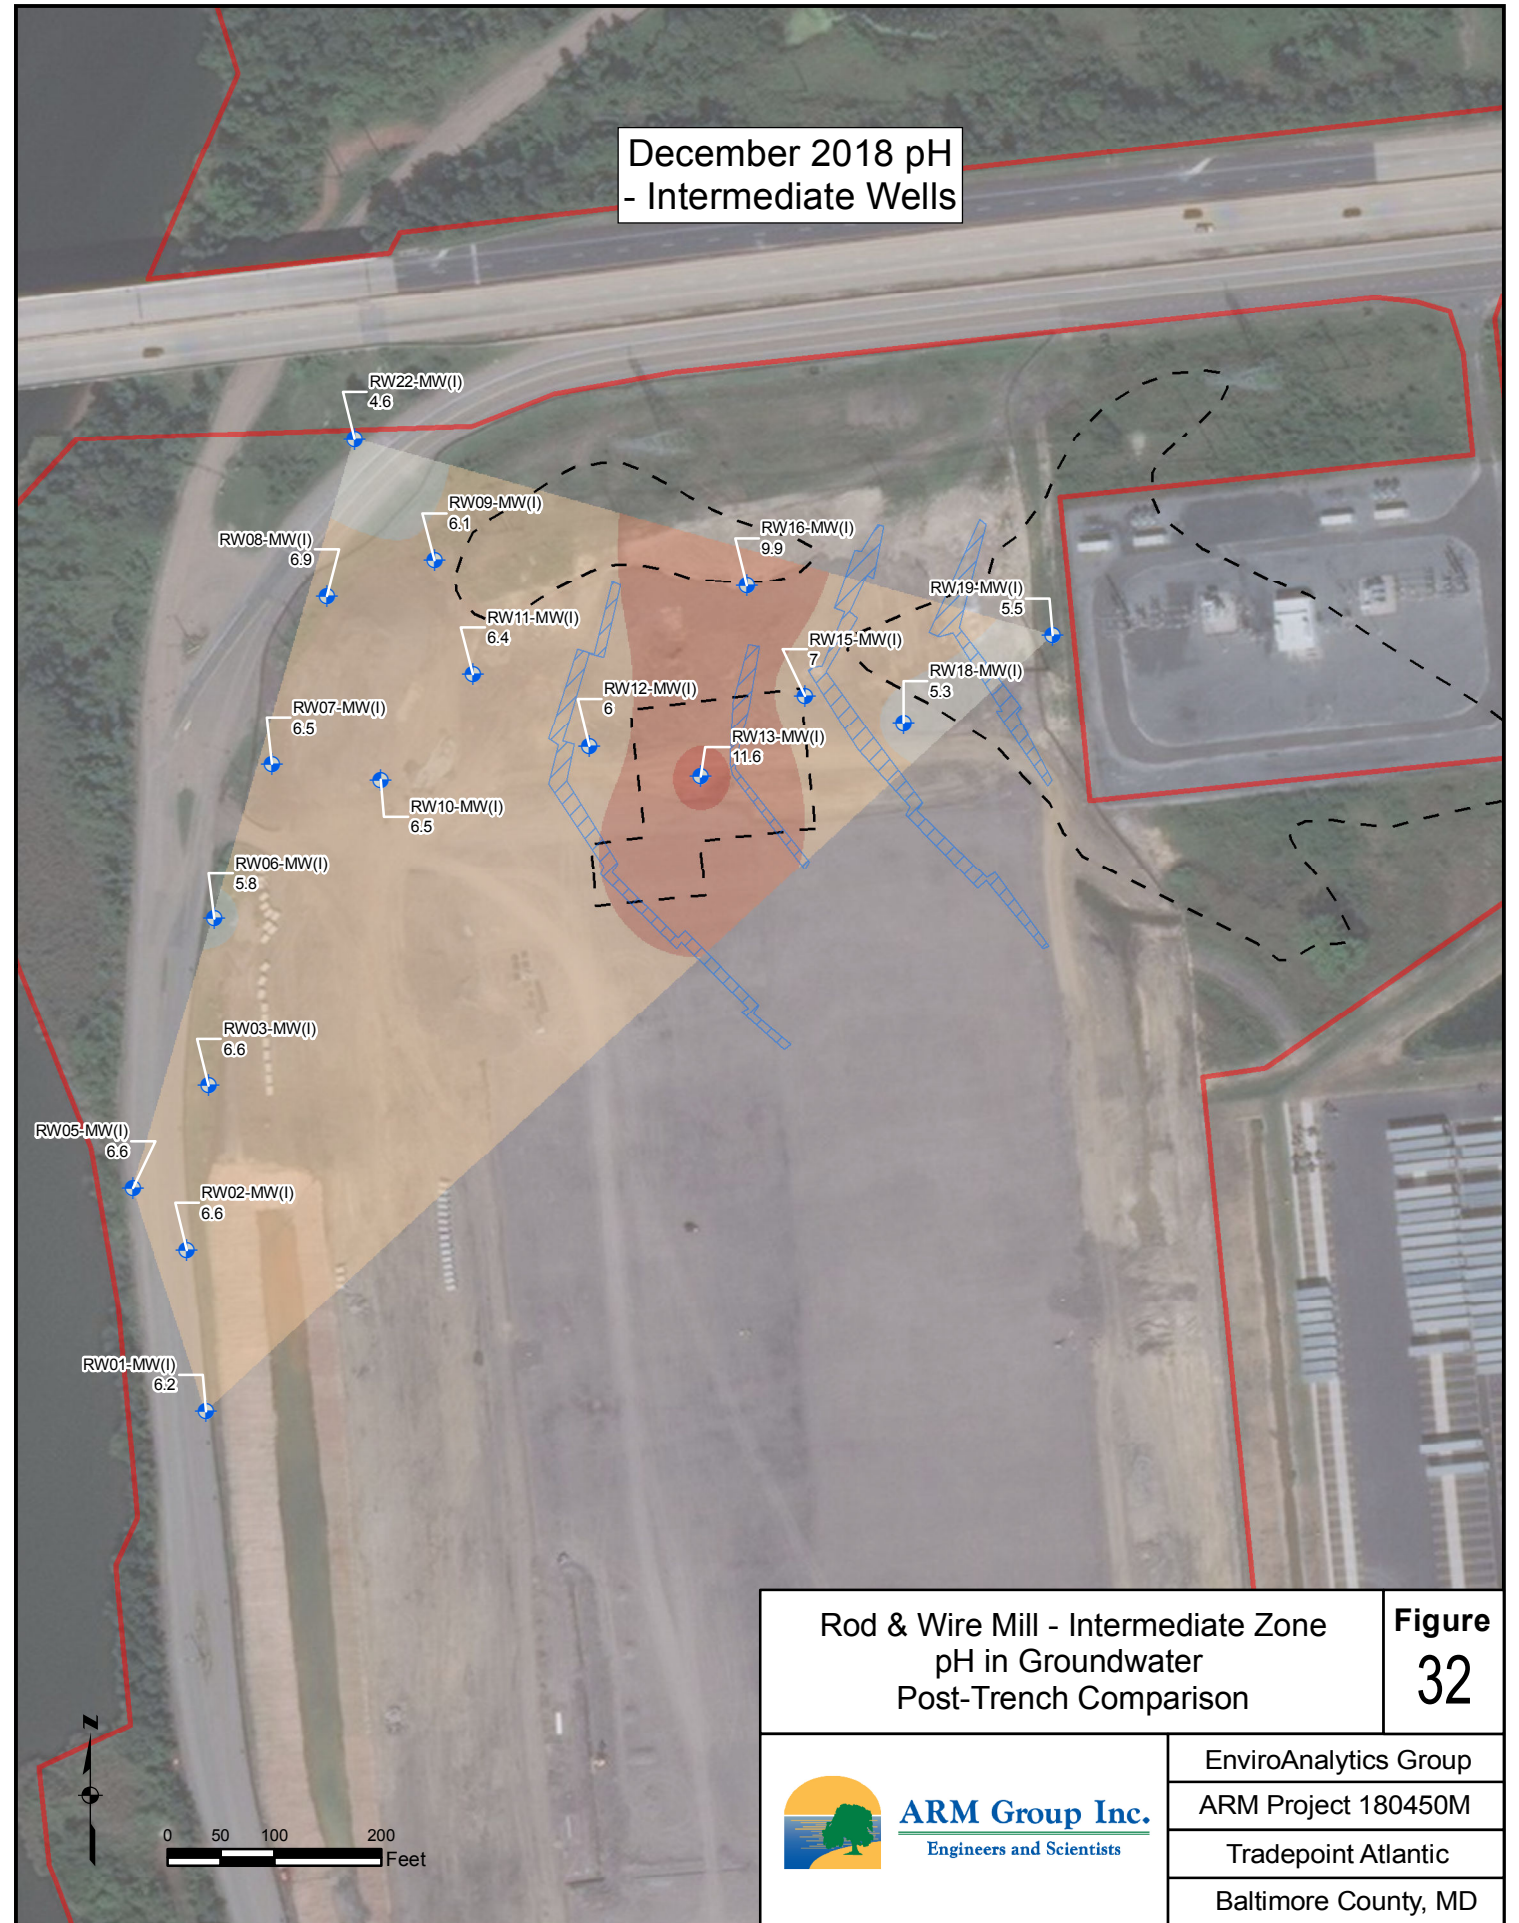 December 2018 pH
- Intermediate Wells
RW22-MW(I)
4.6
RW09-MW(I)
6.1
RW08-MW(I)
6.9
RW16-MW(I)
9.9
RW19-MW(I)
5.5
RW11-MW(I)
6.4
RW15-MW(I)
7
RW18-MW(I)
5.3
RW12-MW(I)
6
RW07-MW(I)
6.5
RW13-MW(I)
11.6
RW10-MW(I)
6.5
RW06-MW(I)
5.8
RW03-MW(I)
6.6
RW05-MW(I)
6.6
RW02-MW(I)
6.6
RW01-MW(I)
6.2
Rod & Wire Mill - Intermediate Zone
pH in Groundwater
Post-Trench Comparison
Figure
32
N
0 50 100 200
Feet
ARM Group Inc.
Engineers and Scientists
EnviroAnalytics Group
ARM Project 180450M
Tradepoint Atlantic
Baltimore County, MD